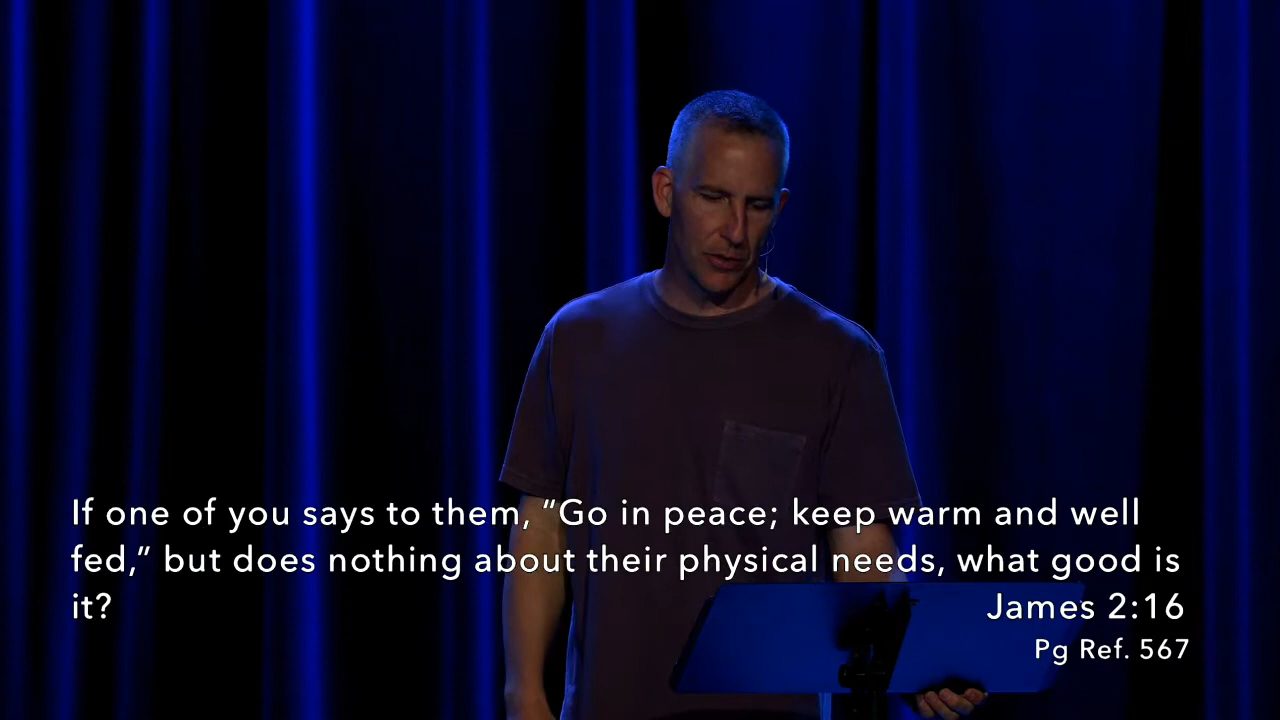 If one of you says to them, “Go in peace; keep warm and well
fed,” but does nothing about their physical needs, what good is
it?
James 2:16
Pg Ref. 567